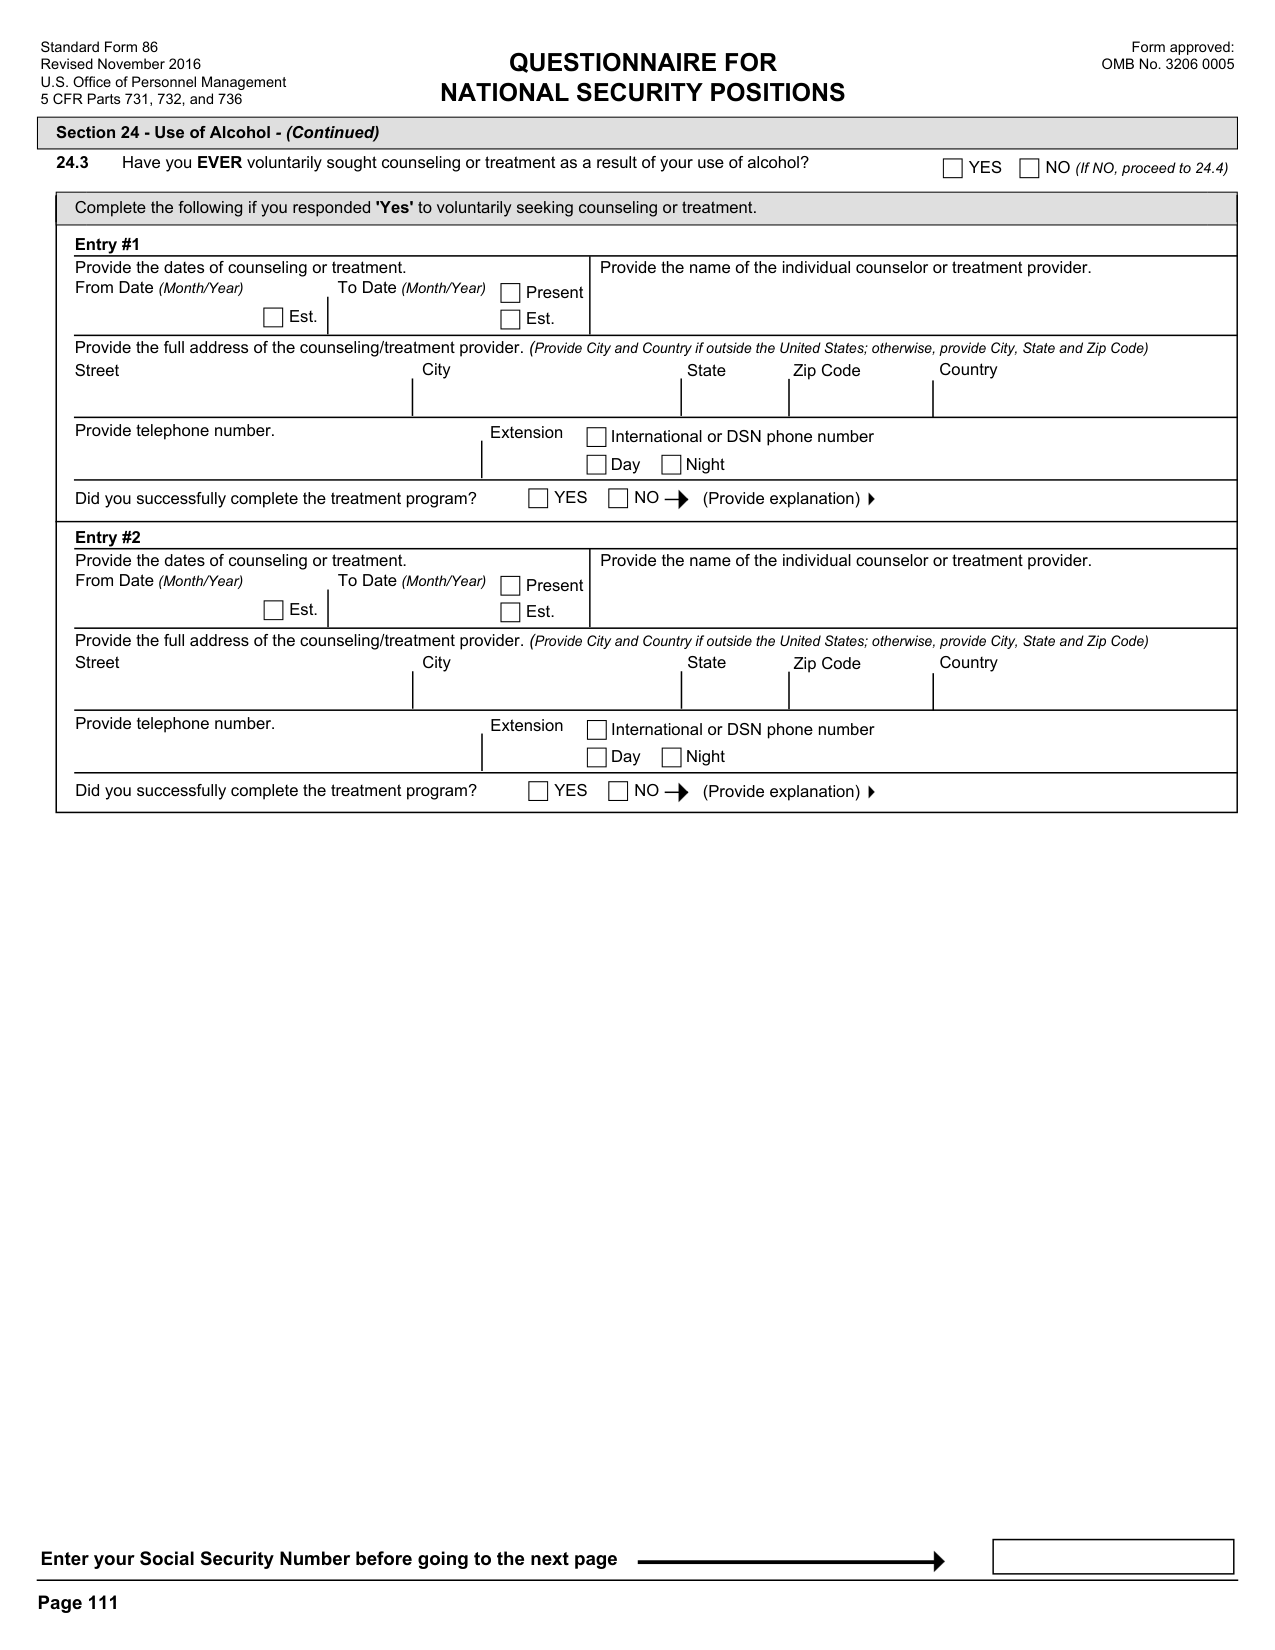 Standard Form 86
Revised November 2016
U.S. Office of Personnel Management
5 CFR Parts 731, 732, and 736
QUESTIONNAIRE FOR
NATIONAL SECURITY POSITIONS
Form approved:
OMB No. 3206 0005
Section 24 - Use of Alcohol - (Continued)
24.3 Have you EVER voluntarily sought counseling or treatment as a result of your use of alcohol? YES NO (If NO, proceed to 24.4)
Complete the following if you responded 'Yes' to voluntarily seeking counseling or treatment.
Entry #1
Provide the dates of counseling or treatment.
From Date (Month/Year) To Date (Month/Year) Present
Est. Est.
Provide the name of the individual counselor or treatment provider.
Provide the full address of the counseling/treatment provider. (Provide City and Country if outside the United States; otherwise, provide City, State and Zip Code)
Street City State Zip Code Country
Provide telephone number. Extension International or DSN phone number
Day Night
Did you successfully complete the treatment program? YES NO (Provide explanation)
Entry #2
Provide the dates of counseling or treatment.
From Date (Month/Year) To Date (Month/Year) Present
Est. Est.
Provide the name of the individual counselor or treatment provider.
Provide the full address of the counseling/treatment provider. (Provide City and Country if outside the United States; otherwise, provide City, State and Zip Code)
Street City State Zip Code Country
Provide telephone number. Extension International or DSN phone number
Day Night
Did you successfully complete the treatment program? YES NO (Provide explanation)
Enter your Social Security Number before going to the next page
Page 111